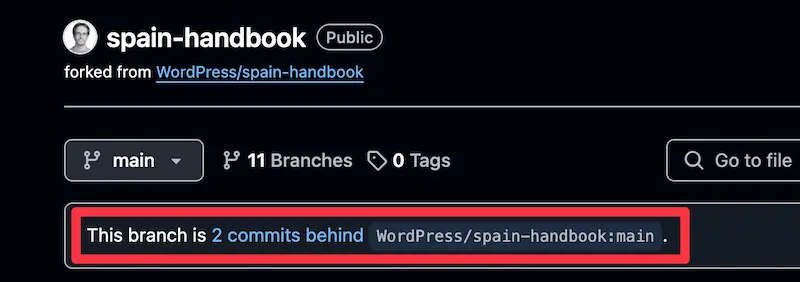 spain-handbook Public
forked from WordPress/spain-handbook
main 11 Branches 0 Tags Go to file
This branch is 2 commits behind WordPress/spain-handbook:main.